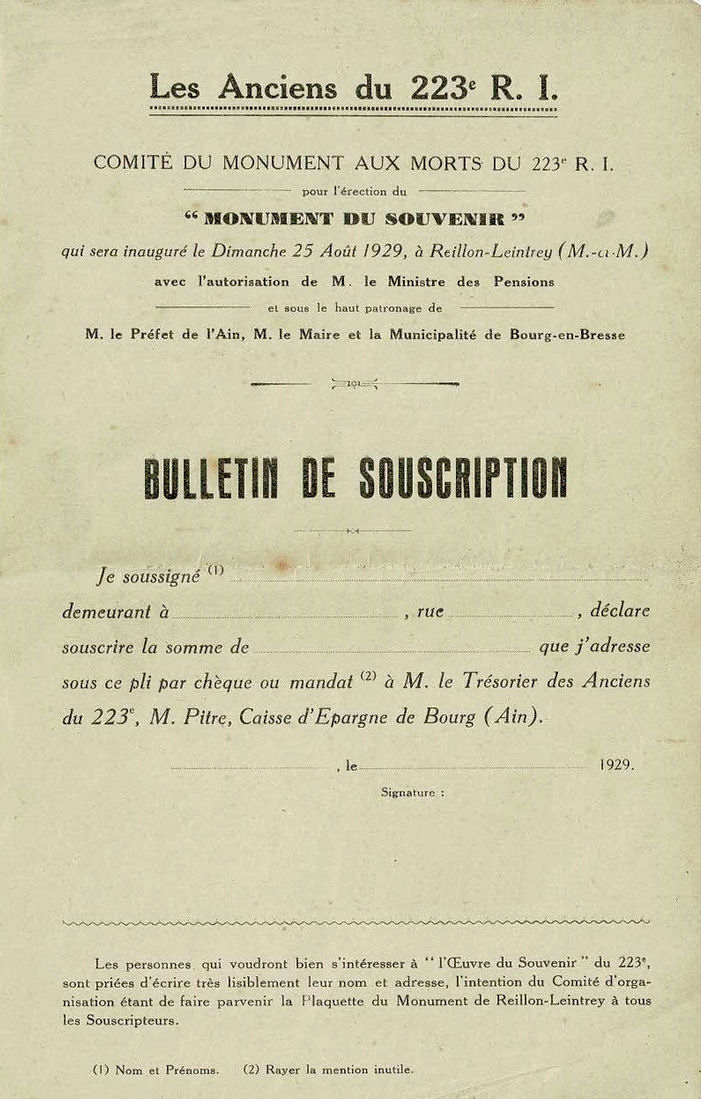 Les Anciens du 223e R. I.
COMITÉ DU MONUMENT AUX MORTS DU 223e R. I.
pour l'érection du
“ MONUMENT DU SOUVENIR ”
qui sera inauguré le Dimanche 25 Août 1929, à Reillon-Leintrey (M.-et-M.)
avec l'autorisation de M. le Ministre des Pensions
et sous le haut patronage de
M. le Préfet de l'Ain, M. le Maire et la Municipalité de Bourg-en-Bresse
BULLETIN DE SOUSCRIPTION
Je soussigné (1)
demeurant à , rue , déclare
souscrire la somme de que j'adresse
sous ce pli par chèque ou mandat (2) à M. le Trésorier des Anciens
du 223e, M. Pitre, Caisse d'Epargne de Bourg (Ain).
, le 1929.
Signature :
Les personnes qui voudront bien s'intéresser à “ l'Œuvre du Souvenir ” du 223e,
sont priées d'écrire très lisiblement leur nom et adresse, l'intention du Comité d'orga-
nisation étant de faire parvenir la Plaquette du Monument de Reillon-Leintrey à tous
les Souscripteurs.
(1) Nom et Prénoms. (2) Rayer la mention inutile.